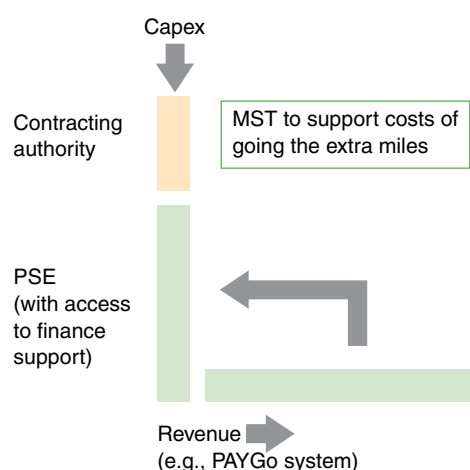 Capex
Contracting
authority
MST to support costs of
going the extra miles
PSE
(with access
to finance
support)
Revenue
(e.g., PAYGo system)